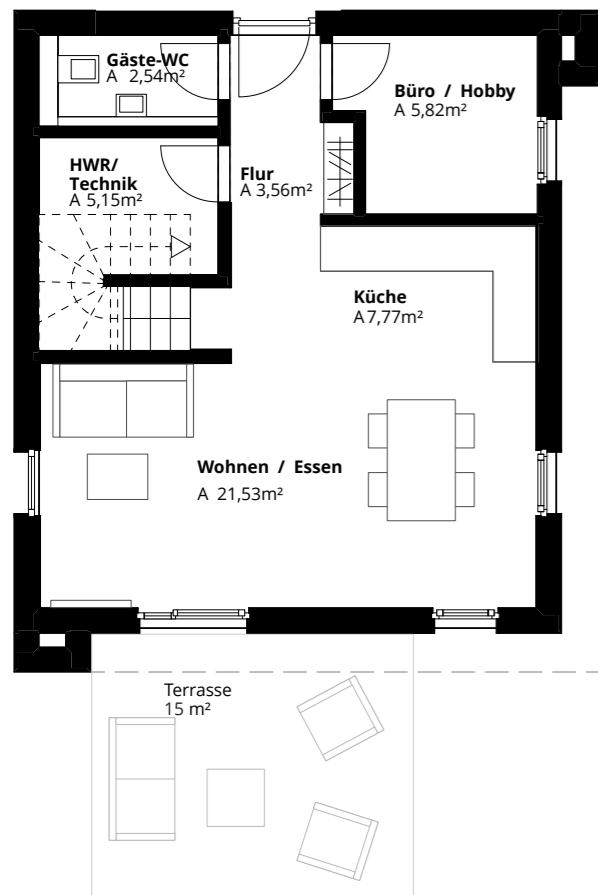 Gäste-WC
A 2,54m²
Büro / Hobby
A 5,82m²
HWR/
Technik
A 5,15m²
Flur
A 3,56m²
Küche
A 7,77m²
Wohnen / Essen
A 21,53m²
Terrasse
15 m²